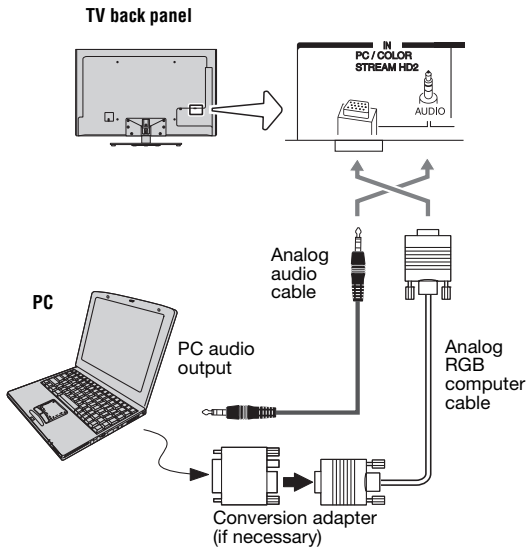 TV back panel
IN
PC / COLOR
STREAM HD2
AUDIO
Analog
audio
cable
PC
PC audio
output
Analog
RGB
computer
cable
Conversion adapter
(if necessary)